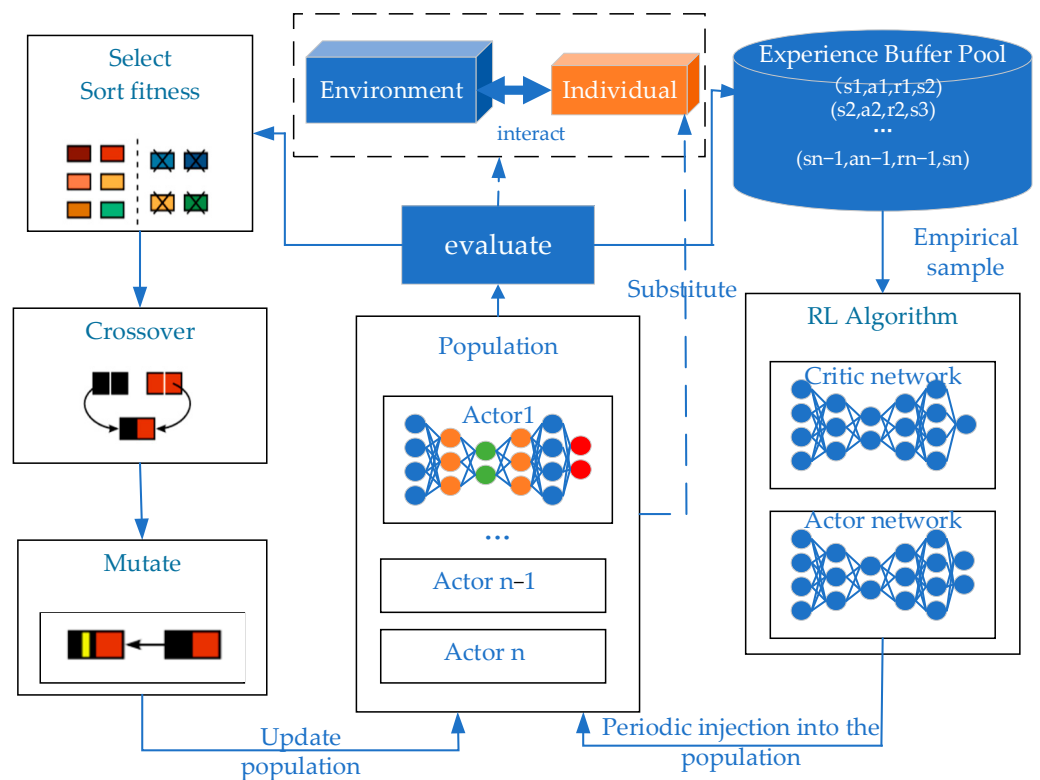 Select
Sort fitness
Environment
Individual
interact
Experience Buffer Pool
(s1,a1,r1,s2)
(s2,a2,r2,s3)
...
(sn−1,an−1,rn−1,sn)
evaluate
Empirical
sample
Substitute
Crossover
Population
Actor1
...
Actor n−1
Actor n
RL Algorithm
Critic network
Actor network
Mutate
Update
population
Periodic injection into the
population